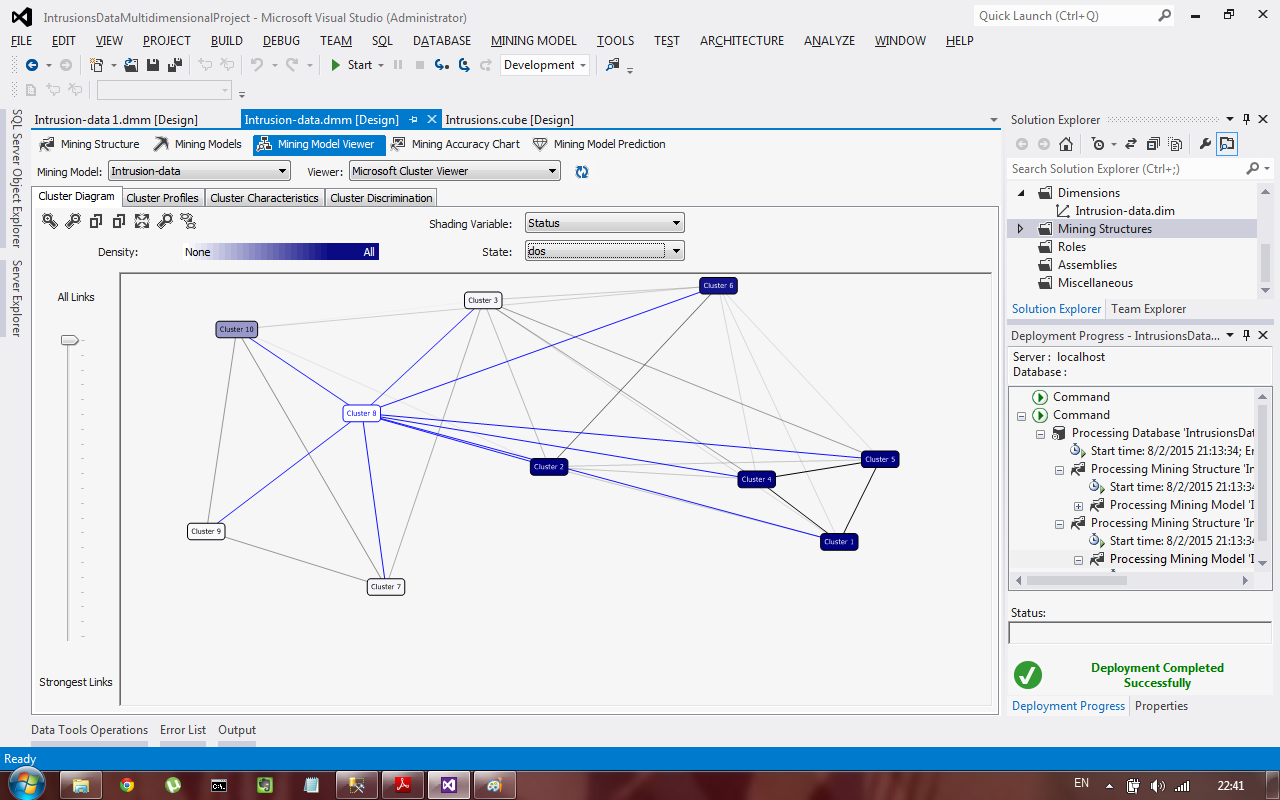 IntrusionsDataMultidimensionalProject - Microsoft Visual Studio (Administrator)
Quick Launch (Ctrl+Q)
FILE EDIT VIEW PROJECT BUILD DEBUG TEAM SQL DATABASE MINING MODEL TOOLS TEST ARCHITECTURE ANALYZE WINDOW HELP
Start Development
Intrusion-data 1.dmm [Design] Intrusion-data.dmm [Design] Intrusions.cube [Design]
Mining Structure Mining Models Mining Model Viewer Mining Accuracy Chart Mining Model Prediction
Mining Model: Intrusion-data Viewer: Microsoft Cluster Viewer
Cluster Diagram Cluster Profiles Cluster Characteristics Cluster Discrimination
Shading Variable: Status
Density: None All State: dos
All Links
Strongest Links
Cluster 6
Cluster 3
Cluster 10
Cluster 8
Cluster 5
Cluster 2
Cluster 4
Cluster 9
Cluster 1
Cluster 7
SQL Server Object Explorer
Server Explorer
Solution Explorer
Search Solution Explorer (Ctrl+;)
Dimensions
Intrusion-data.dim
Mining Structures
Roles
Assemblies
Miscellaneous
Solution Explorer Team Explorer
Deployment Progress - IntrusionsData...
Server : localhost
Database :
Command
Command
Processing Database 'IntrusionsDat
Start time: 8/2/2015 21:13:34; Er
Processing Mining Structure 'In
Start time: 8/2/2015 21:13:34
Processing Mining Model 'I
Processing Mining Structure 'In
Start time: 8/2/2015 21:13:34
Processing Mining Model 'I
Status:
Deployment Completed
Successfully
Deployment Progress Properties
Data Tools Operations Error List Output
Ready
EN 22:41